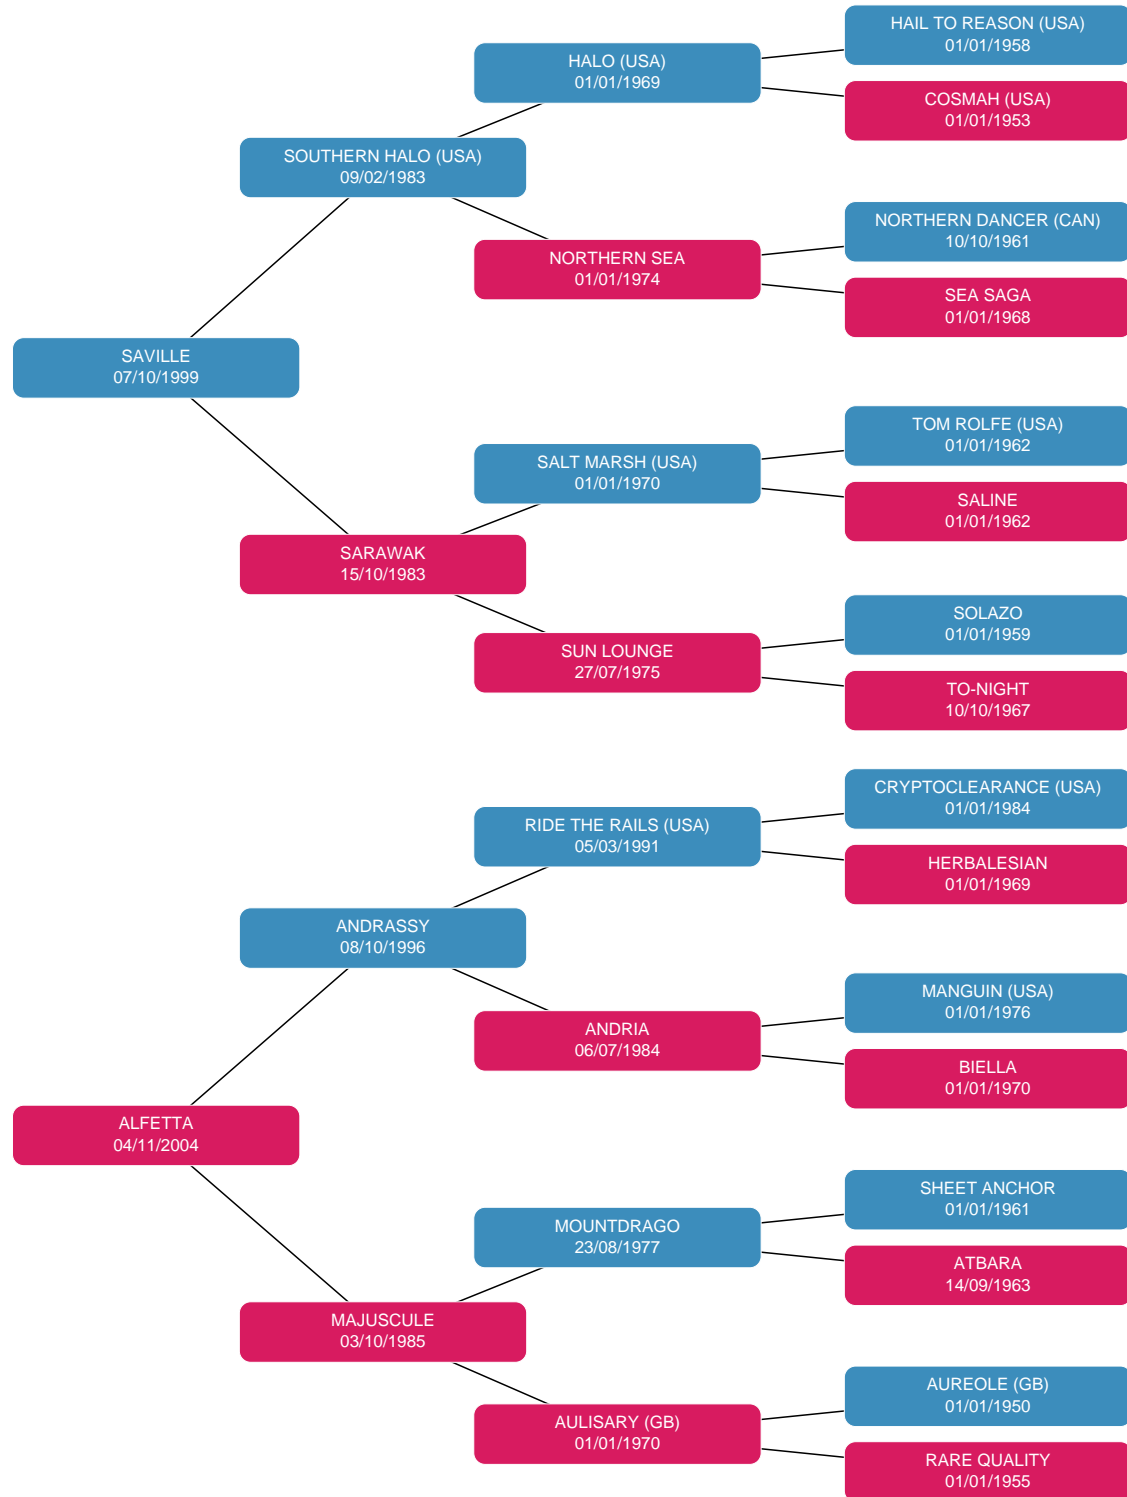 HAIL TO REASON (USA)
01/01/1958
HALO (USA)
01/01/1969
COSMAH (USA)
01/01/1953
SOUTHERN HALO (USA)
09/02/1983
NORTHERN DANCER (CAN)
10/10/1961
NORTHERN SEA
01/01/1974
SEA SAGA
01/01/1968
SAVILLE
07/10/1999
TOM ROLFE (USA)
01/01/1962
SALT MARSH (USA)
01/01/1970
SALINE
01/01/1962
SARAWAK
15/10/1983
SOLAZO
01/01/1959
SUN LOUNGE
27/07/1975
TO-NIGHT
10/10/1967
CRYPTOCLEARANCE (USA)
01/01/1984
RIDE THE RAILS (USA)
05/03/1991
HERBALESIAN
01/01/1969
ANDRASSY
08/10/1996
MANGUIN (USA)
01/01/1976
ANDRIA
06/07/1984
BIELLA
01/01/1970
ALFETTA
04/11/2004
SHEET ANCHOR
01/01/1961
MOUNTDRAGO
23/08/1977
ATBARA
14/09/1963
MAJUSCULE
03/10/1985
AUREOLE (GB)
01/01/1950
AULISARY (GB)
01/01/1970
RARE QUALITY
01/01/1955